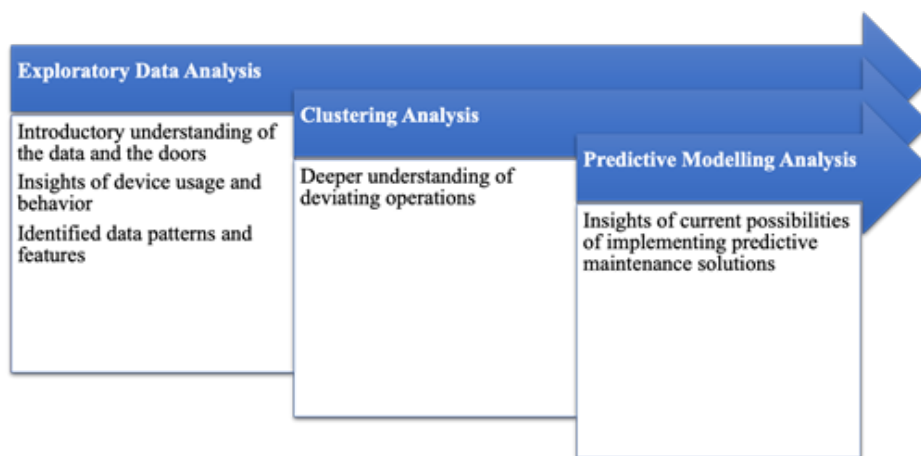 Exploratory Data Analysis
Introductory understanding of
the data and the doors
Insights of device usage and
behavior
Identified data patterns and
features
Clustering Analysis
Deeper understanding of
deviating operations
Predictive Modelling Analysis
Insights of current possibilities
of implementing predictive
maintenance solutions